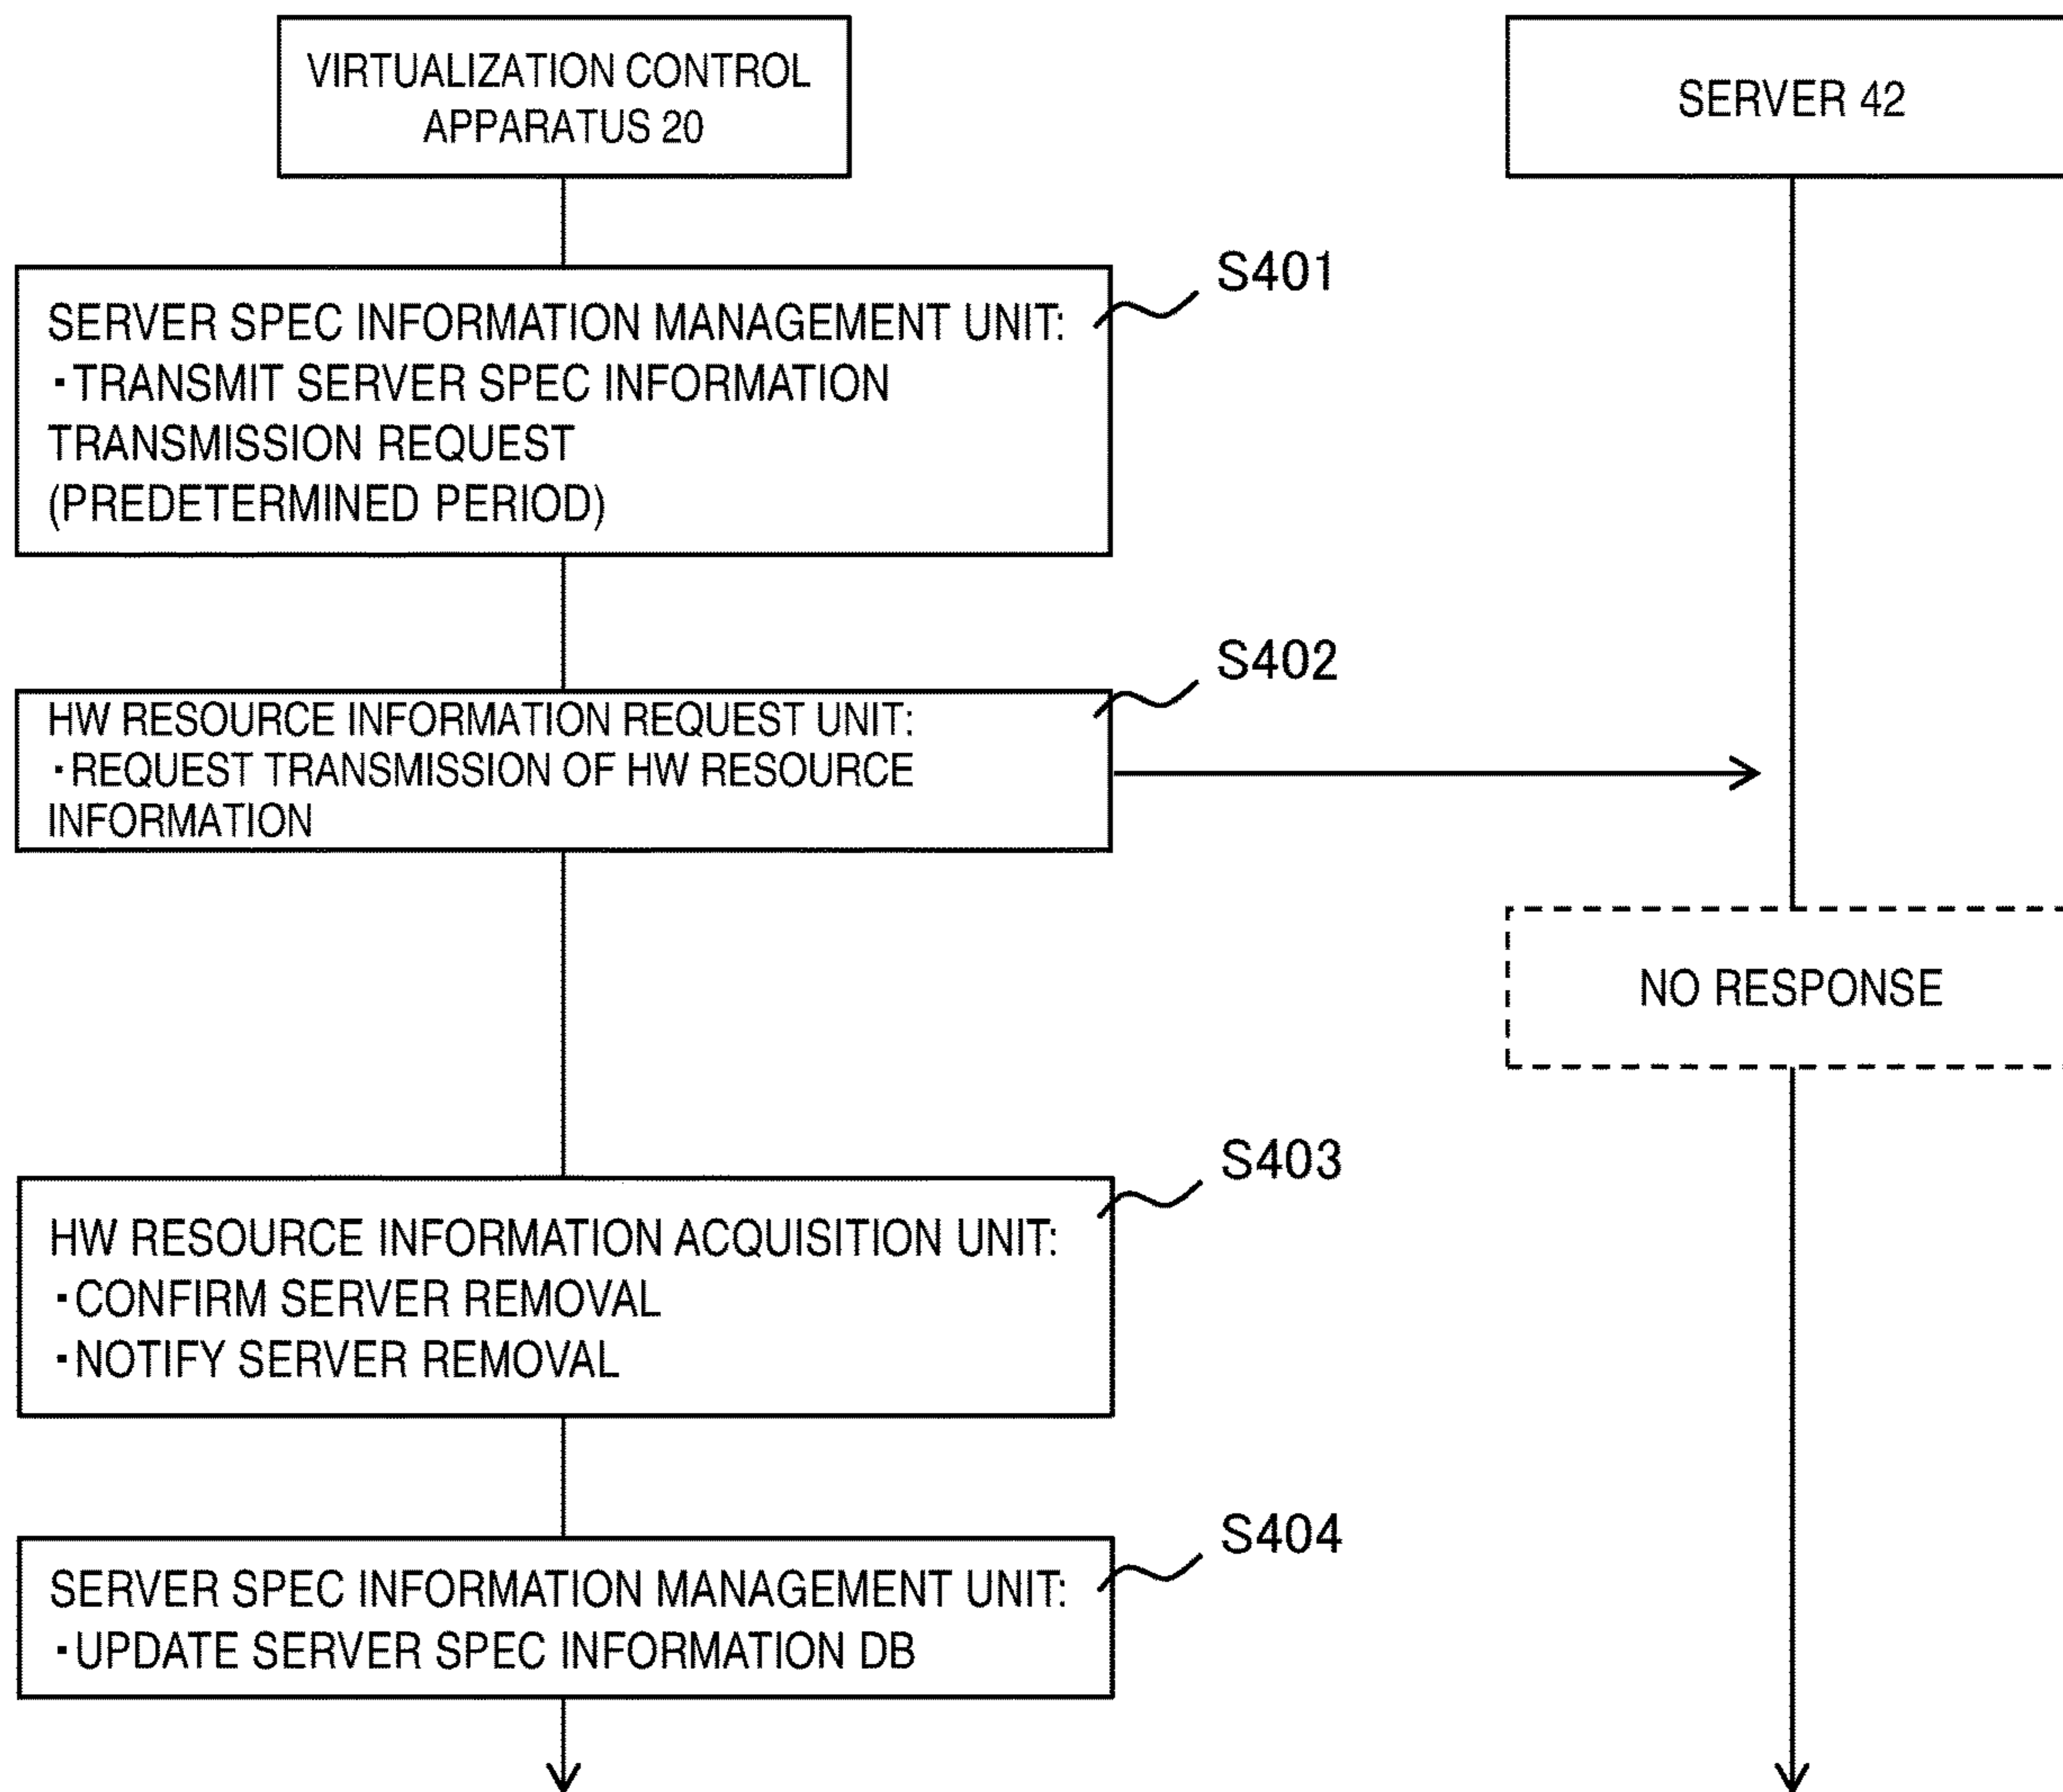 VIRTUALIZATION CONTROL
APPARATUS 20
SERVER 42
S401
SERVER SPEC INFORMATION MANAGEMENT UNIT:
・TRANSMIT SERVER SPEC INFORMATION
TRANSMISSION REQUEST
(PREDETERMINED PERIOD)
S402
HW RESOURCE INFORMATION REQUEST UNIT:
・REQUEST TRANSMISSION OF HW RESOURCE
INFORMATION
NO RESPONSE
S403
HW RESOURCE INFORMATION ACQUISITION UNIT:
・CONFIRM SERVER REMOVAL
・NOTIFY SERVER REMOVAL
S404
SERVER SPEC INFORMATION MANAGEMENT UNIT:
・UPDATE SERVER SPEC INFORMATION DB